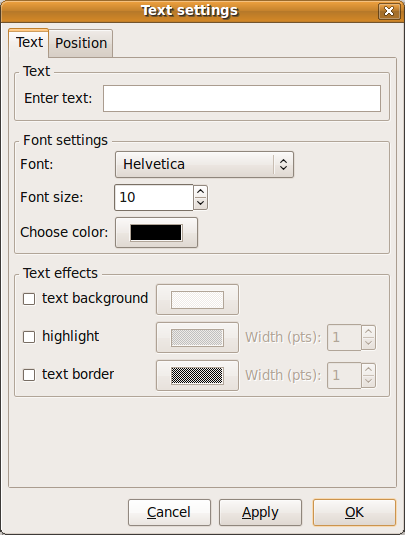 Text settings
Text Position
Text
Enter text:
Font settings
Font: Helvetica
Font size: 10
Choose color:
Text effects
text background
highlight Width (pts): 1
text border Width (pts): 1
Cancel Apply OK